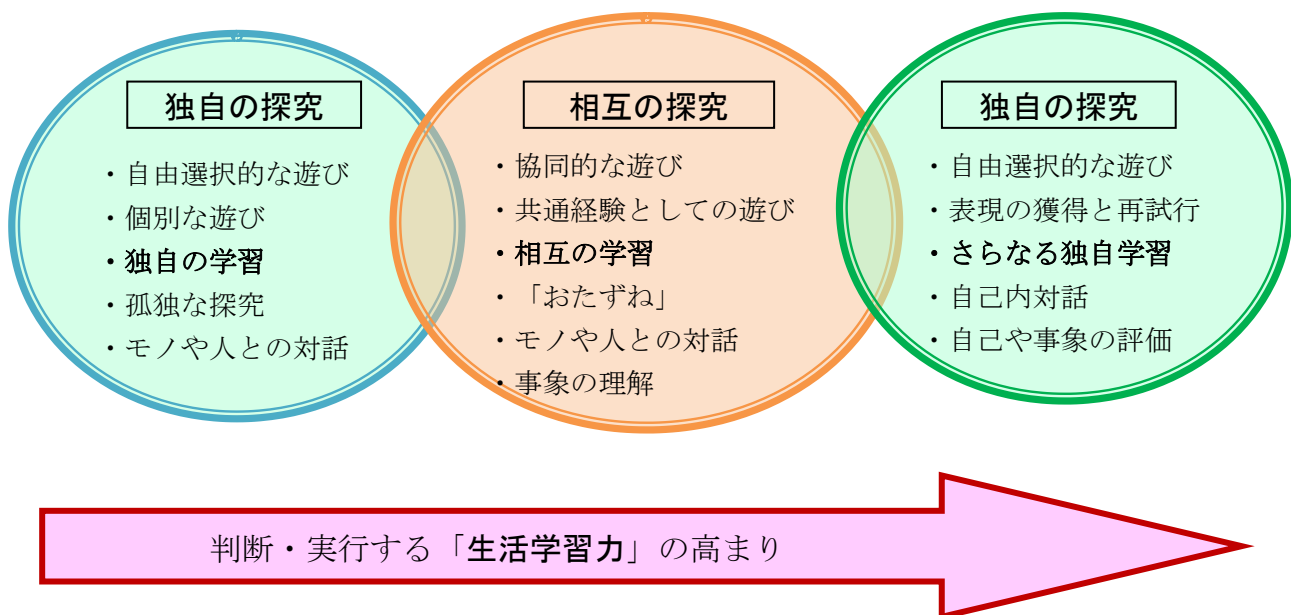 独自の探究
・自由選択的な遊び
・個別な遊び
・独自の学習
・孤独な探究
・モノや人との対話
相互の探究
・協同的な遊び
・共通経験としての遊び
・相互の学習
・「おたずね」
・モノや人との対話
・事象の理解
独自の探究
・自由選択的な遊び
・表現の獲得と再試行
・さらなる独自学習
・自己内対話
・自己や事象の評価
判断・実行する「生活学習力」の高まり